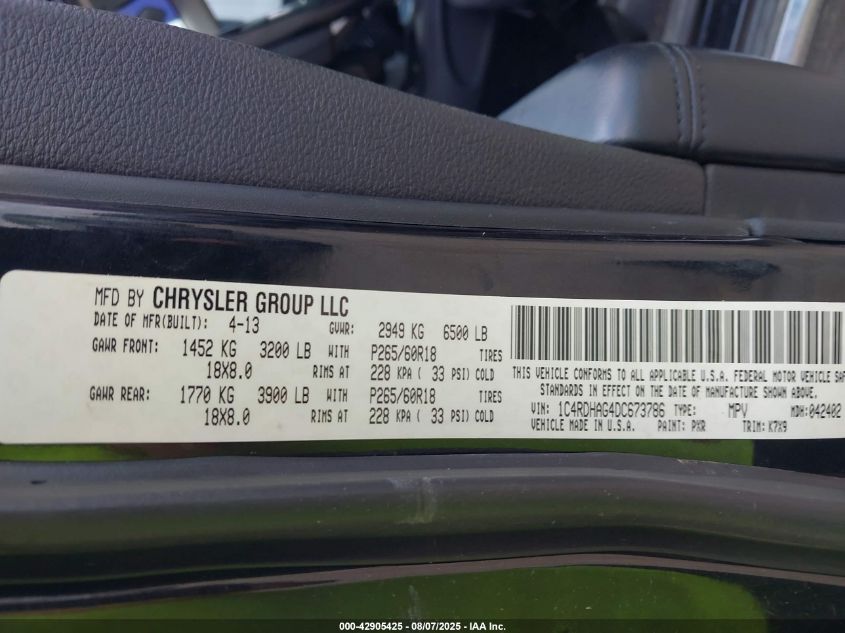 MFD BY CHRYSLER GROUP LLC
DATE OF MFR(BUILT): 4-13 GVWR: 2949 KG 6500 LB
GAWR FRONT: 1452 KG 3200 LB WITH P265/60R18 TIRES
18X8.0 RIMS AT 228 KPA ( 33 PSI) COLD
GAWR REAR: 1770 KG 3900 LB WITH P265/60R18 TIRES
18X8.0 RIMS AT 228 KPA ( 33 PSI) COLD
THIS VEHICLE CONFORMS TO ALL APPLICABLE U.S.A. FEDERAL MOTOR VEHICLE SAF
STANDARDS IN EFFECT ON THE DATE OF MANUFACTURE SHOWN ABOVE.
VIN: 1C4RDHAG4DC673786 TYPE: MPV MDH:042402
VEHICLE MADE IN U.S.A. PAINT: PXR TRIM: K7X9
000-42905425 - 08/07/2025 - IAA Inc.